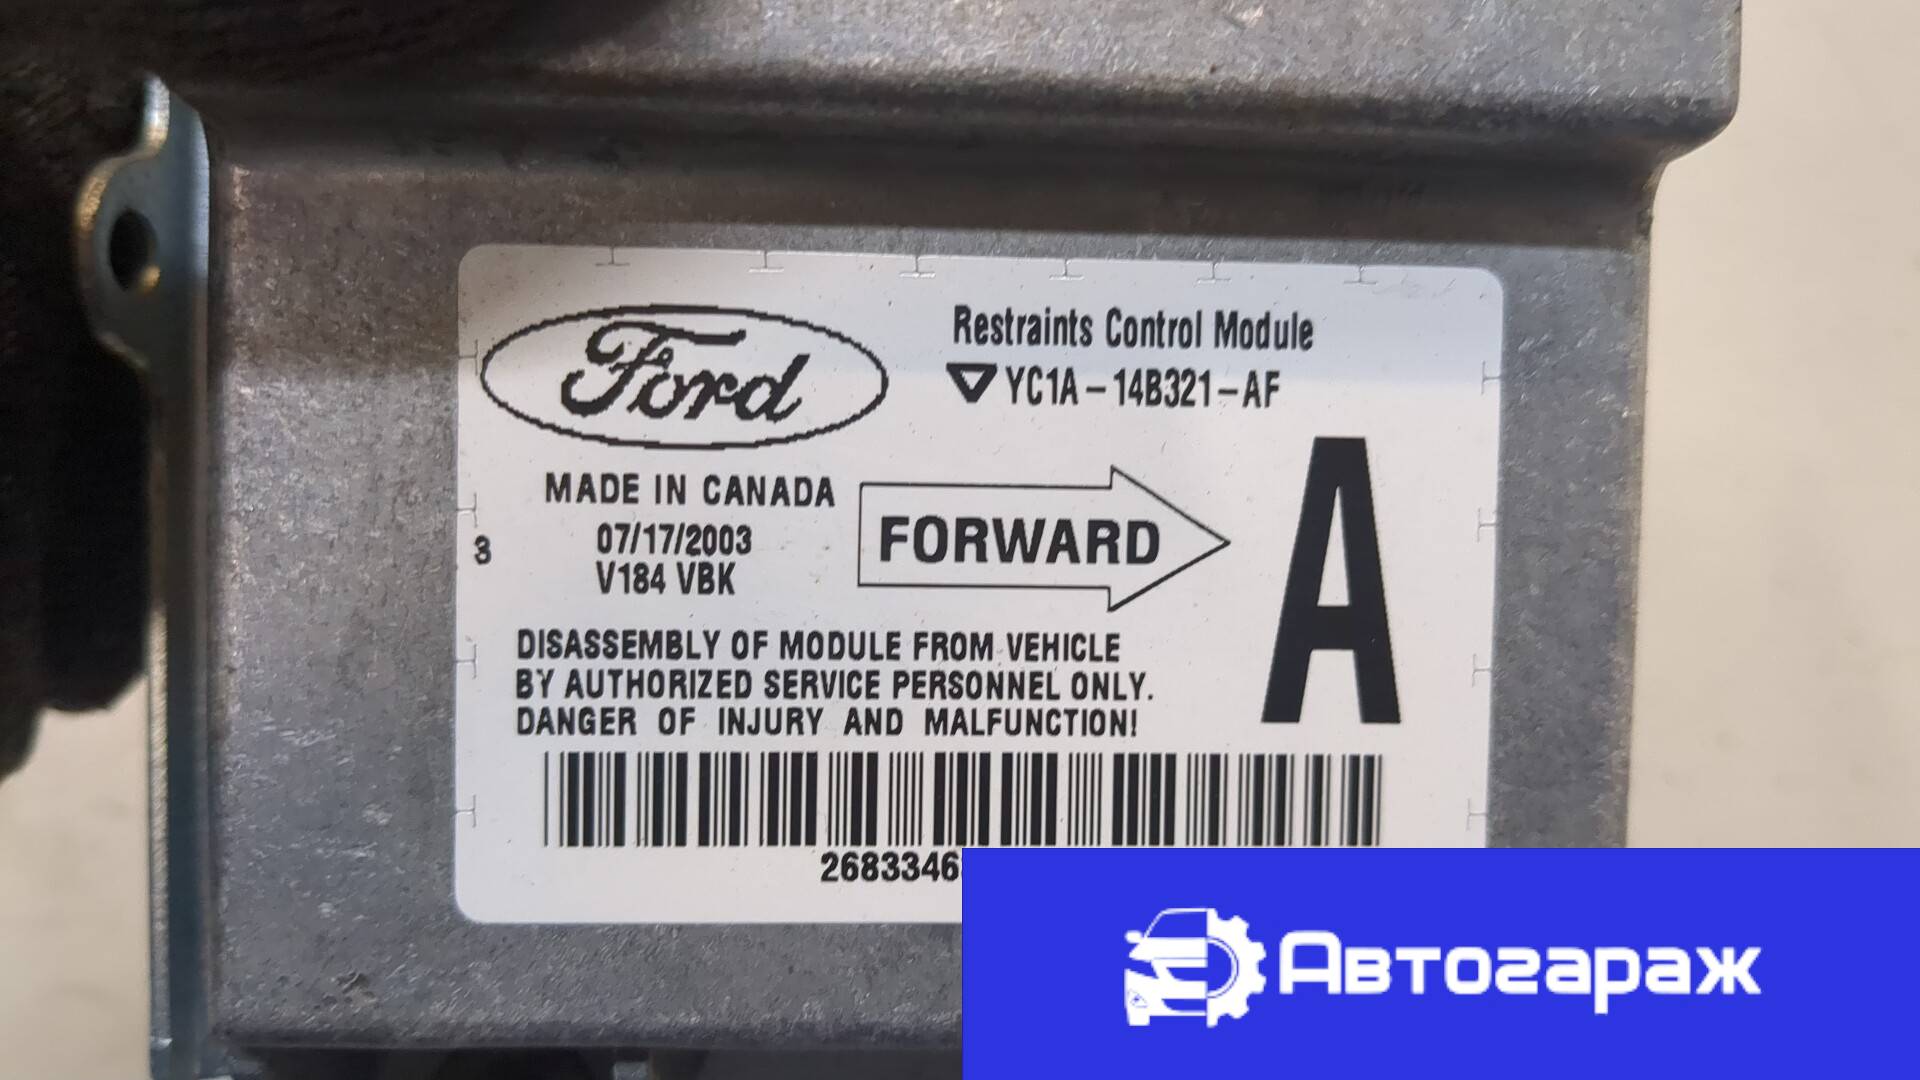 Ford
Restraints Control Module
YC1A-14B321-AF
MADE IN CANADA
07/17/2003
V184 VBK
3
FORWARD
A
DISASSEMBLY OF MODULE FROM VEHICLE
BY AUTHORIZED SERVICE PERSONNEL ONLY.
DANGER OF INJURY AND MALFUNCTION!
2683346
Автогараж